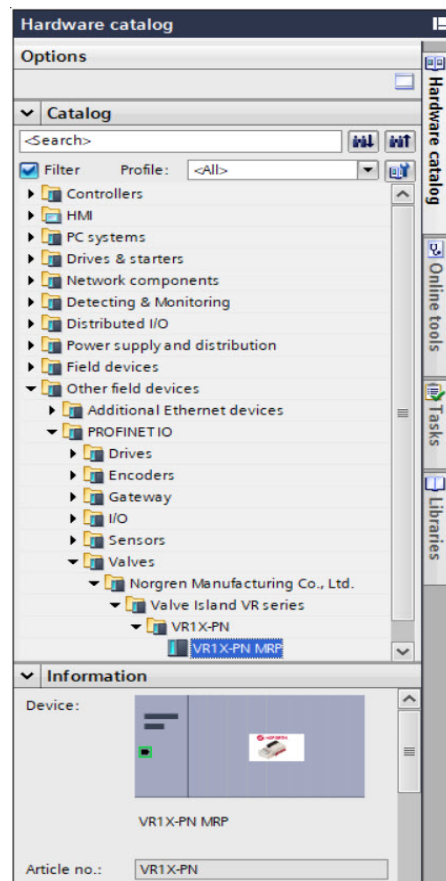 Hardware catalog
Options
Catalog
<Search>
Filter Profile: <All>
Controllers
HMI
PC systems
Drives & starters
Network components
Detecting & Monitoring
Distributed I/O
Power supply and distribution
Field devices
Other field devices
Additional Ethernet devices
PROFINET IO
Drives
Encoders
Gateway
I/O
Sensors
Valves
Norgren Manufacturing Co., Ltd.
Valve Island VR series
VR1X-PN
VR1X-PN MRP
Information
Device:
VR1X-PN MRP
Article no.: VR1X-PN
Hardware catalog
Online tools
Tasks
Libraries